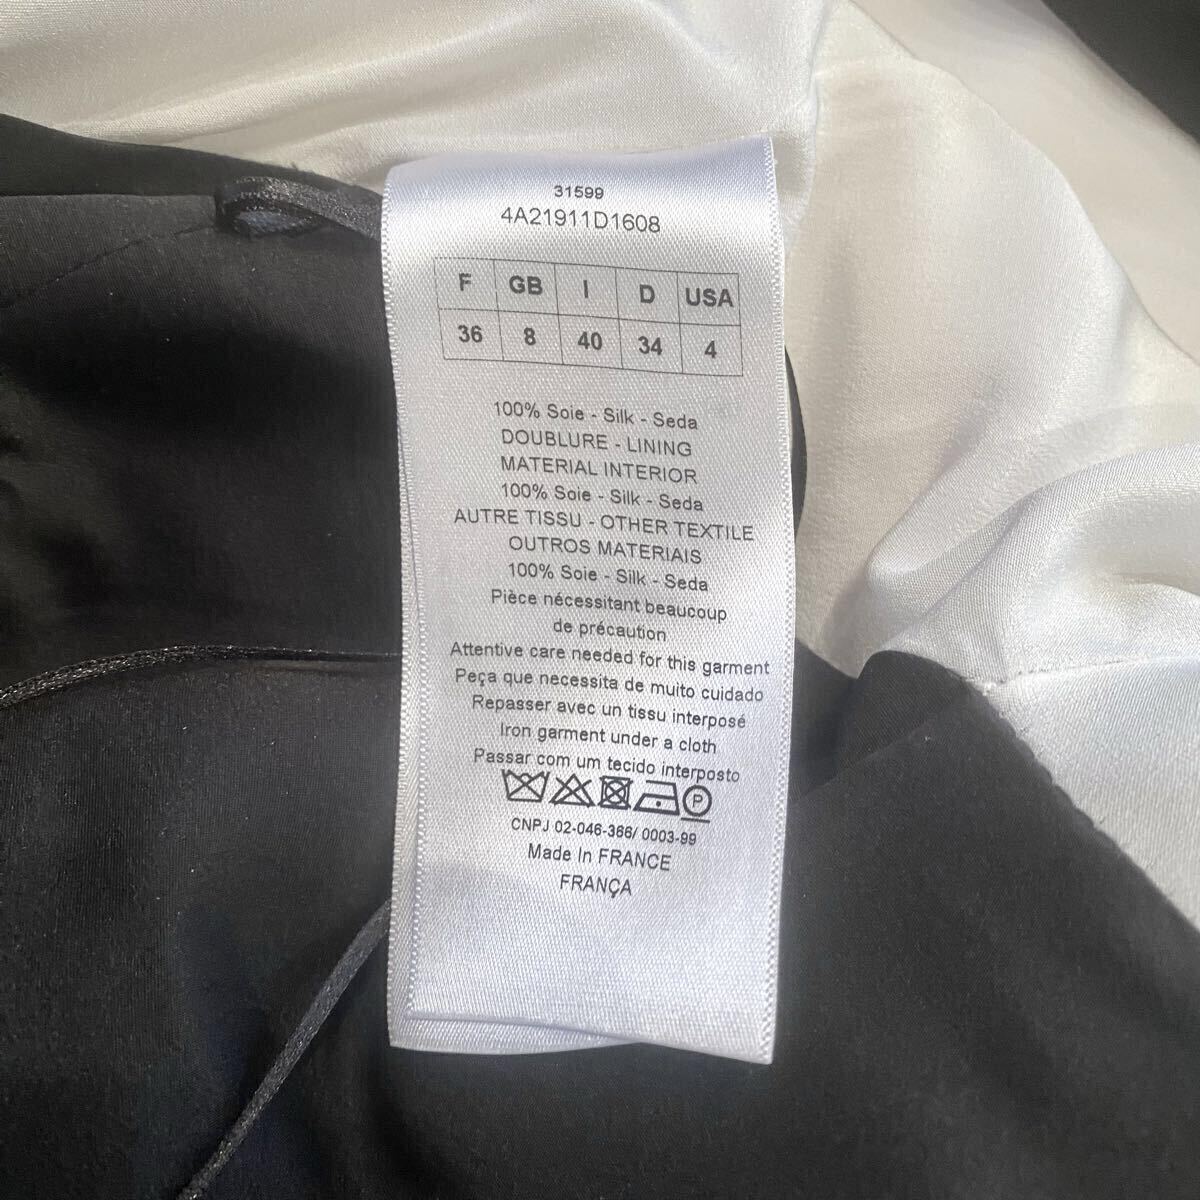 31599
4A21911D1608
F GB I D USA
36 8 40 34 4
100% Soie - Silk - Seda
DOUBLURE - LINING
MATERIAL INTERIOR
100% Soie - Silk - Seda
AUTRE TISSU - OTHER TEXTILE
OUTROS MATERIAIS
100% Soie - Silk - Seda
Pièce nécessitant beaucoup
de précaution
Attentive care needed for this garment
Peça que necessita de muito cuidado
Repasser avec un tissu interposé
Iron garment under a cloth
Passar com um tecido interposto
P
CNPJ 02-046-366/ 0003-99
Made In FRANCE
FRANÇA